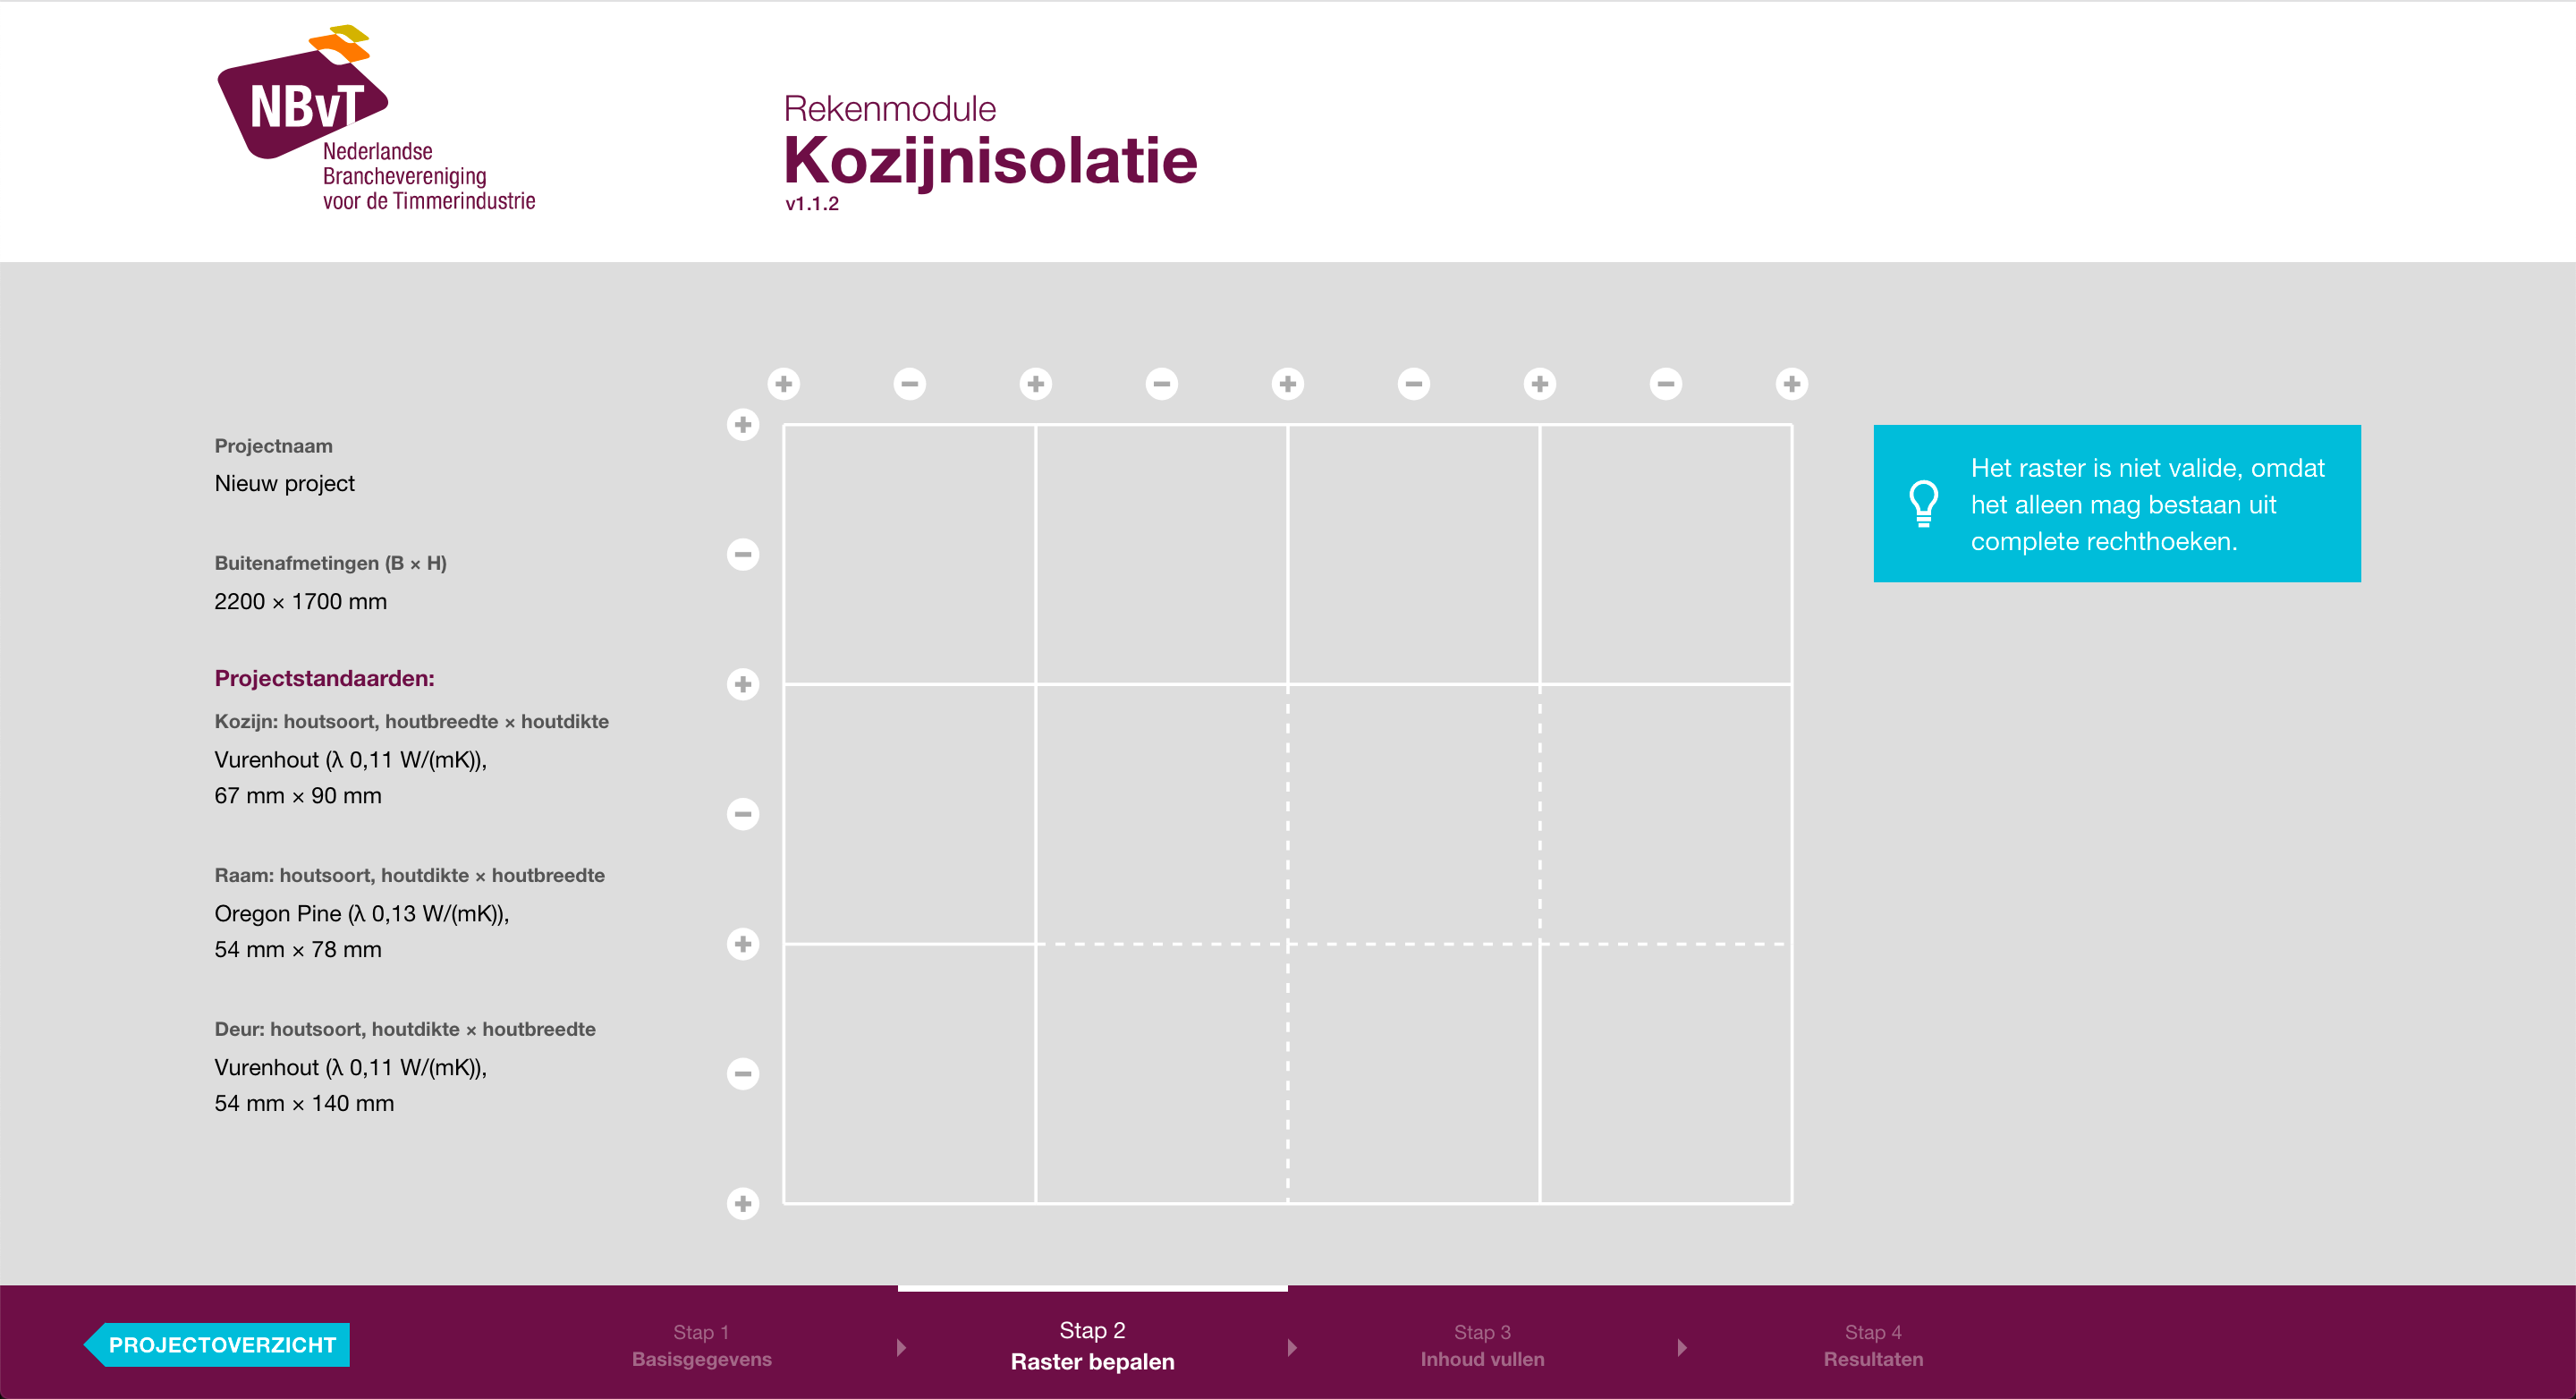 NBvT
Nederlandse
Branchevereniging
voor de Timmerindustrie
Rekenmodule
Kozijnisolatie
v1.1.2
Projectnaam
Nieuw project
Buitenafmetingen (B × H)
2200 × 1700 mm
Projectstandaarden:
Kozijn: houtsoort, houtbreedte × houtdikte
Vurenhout (λ 0,11 W/(mK)),
67 mm × 90 mm
Raam: houtsoort, houtdikte × houtbreedte
Oregon Pine (λ 0,13 W/(mK)),
54 mm × 78 mm
Deur: houtsoort, houtdikte × houtbreedte
Vurenhout (λ 0,11 W/(mK)),
54 mm × 140 mm
Het raster is niet valide, omdat
het alleen mag bestaan uit
complete rechthoeken.
PROJECTOVERZICHT
Stap 1
Basisgegevens
Stap 2
Raster bepalen
Stap 3
Inhoud vullen
Stap 4
Resultaten